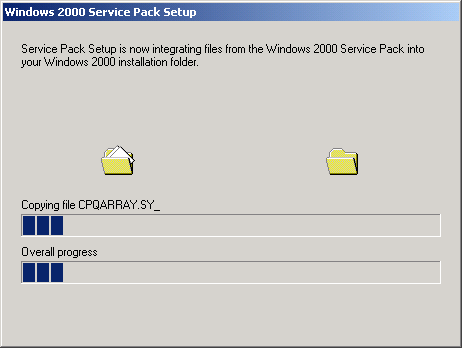 Windows 2000 Service Pack Setup
Service Pack Setup is now integrating files from the Windows 2000 Service Pack into
your Windows 2000 installation folder.
Copying file CPQARRAY.SY_
Overall progress